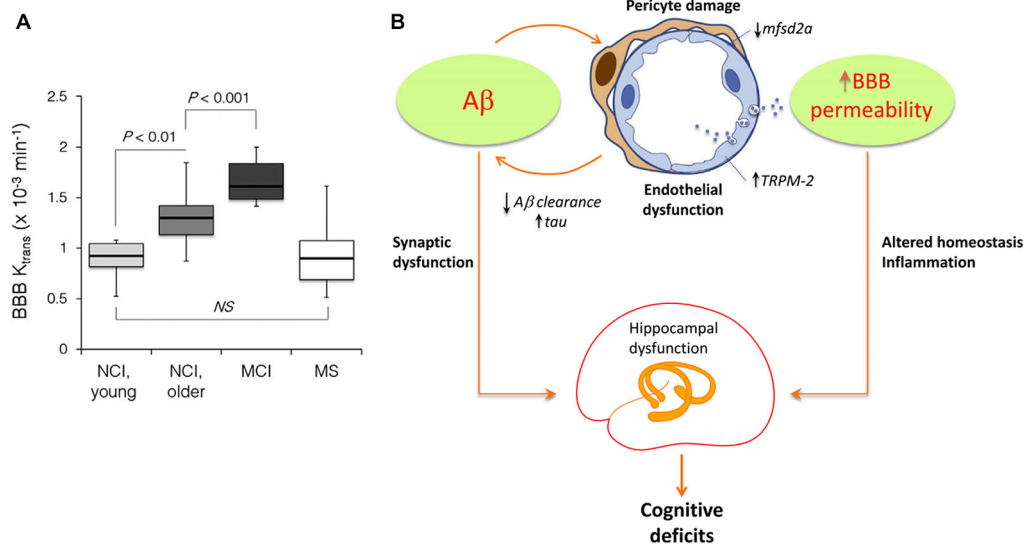 A
2.5
2
1.5
1
0.5
0
BBB Ktrans (x 10-3 min-1)
P < 0.01
P < 0.001
NS
NCI,
young
NCI,
older
MCI
MS
B
Pericyte damage
↓mfsd2a
Aβ
↑BBB
permeability
↑TRPM-2
Endothelial
dysfunction
↓ Aβ clearance
↑ tau
Synaptic
dysfunction
Altered homeostasis
Inflammation
Hippocampal
dysfunction
Cognitive
deficits